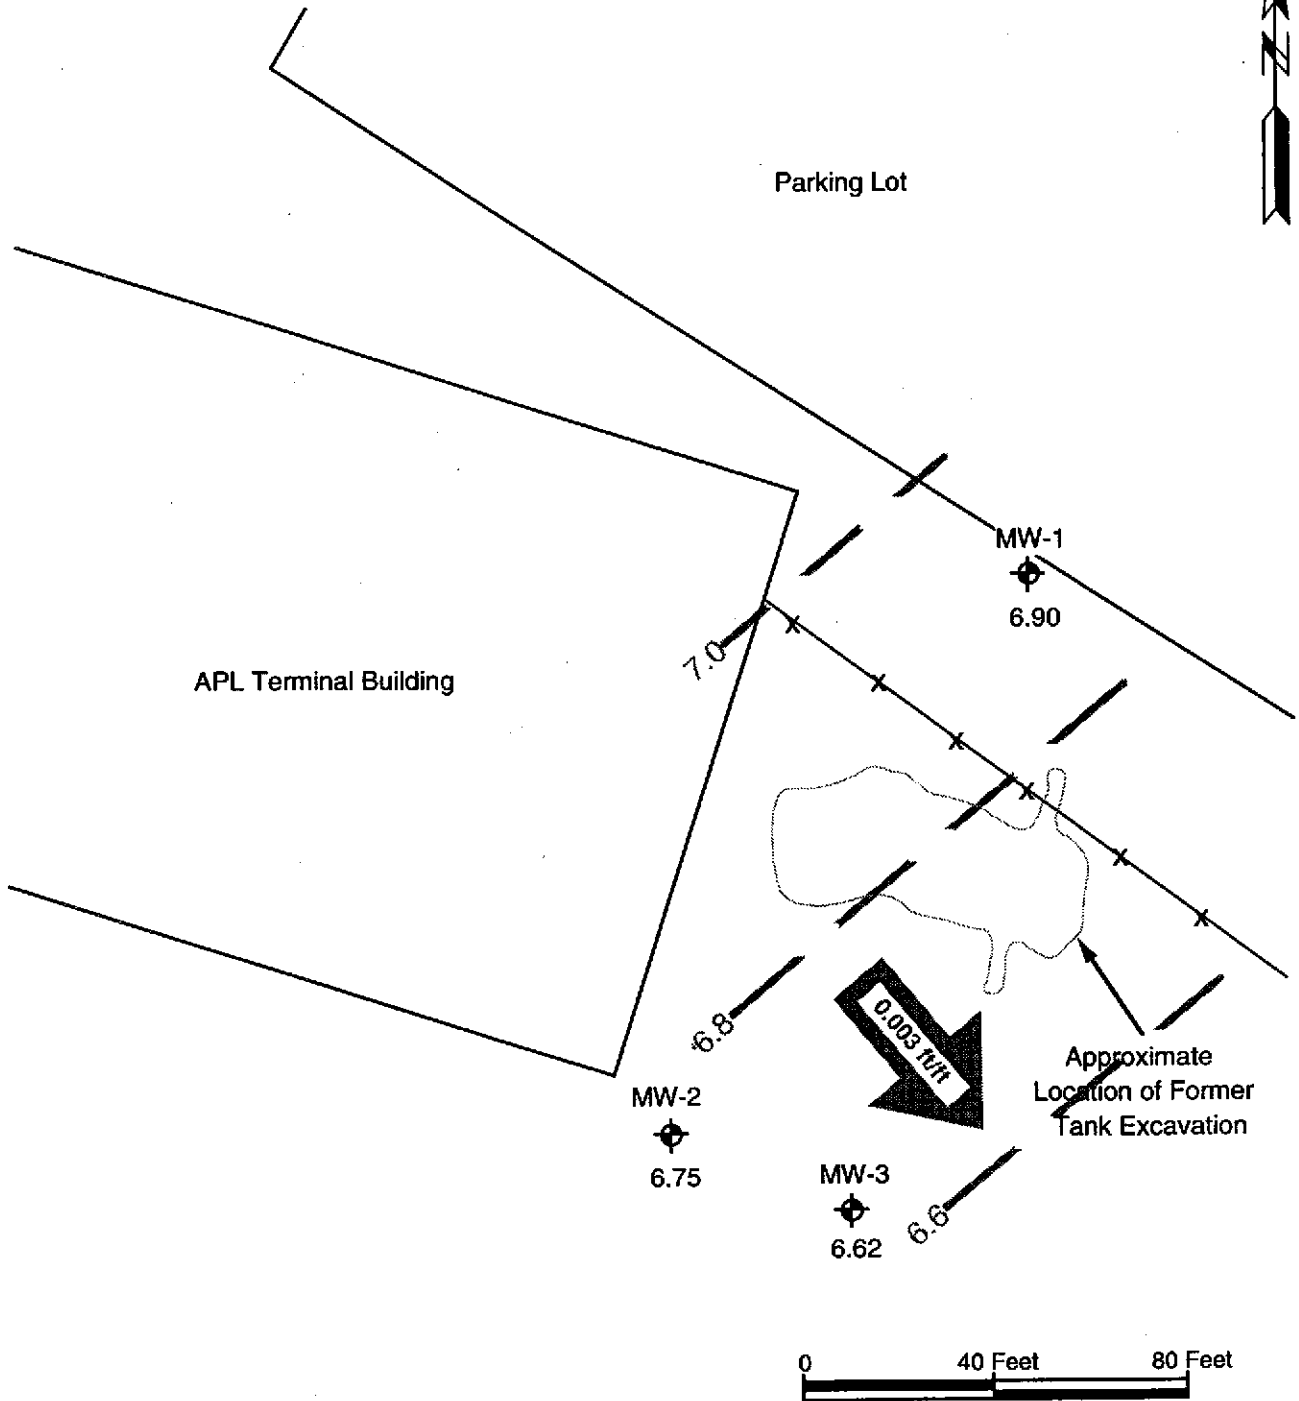 N
Parking Lot
MW-1
6.90
7.0
APL Terminal Building
6.8
0.003 ft/ft
Approximate
Location of Former
Tank Excavation
MW-2
6.75
MW-3
6.62
6.6
0 40 Feet 80 Feet